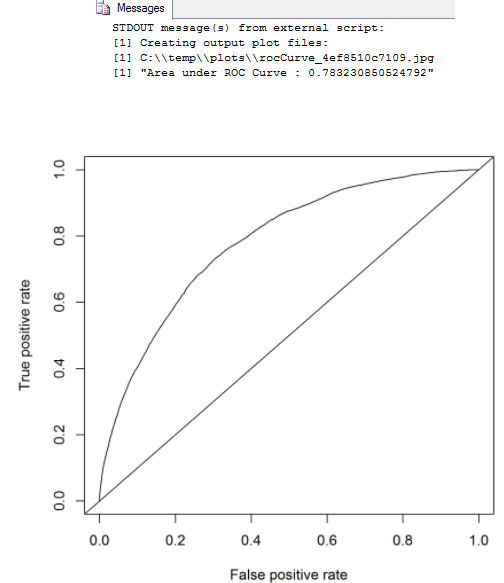 Messages
STDOUT message(s) from external script:
[1] Creating output plot files:
[1] C:\\temp\\plots\\rocCurve_4ef8510c7109.jpg
[1] "Area under ROC Curve : 0.783230850524792"
1.0
0.8
0.6
0.4
0.2
0.0
True positive rate
0.0 0.2 0.4 0.6 0.8 1.0
False positive rate